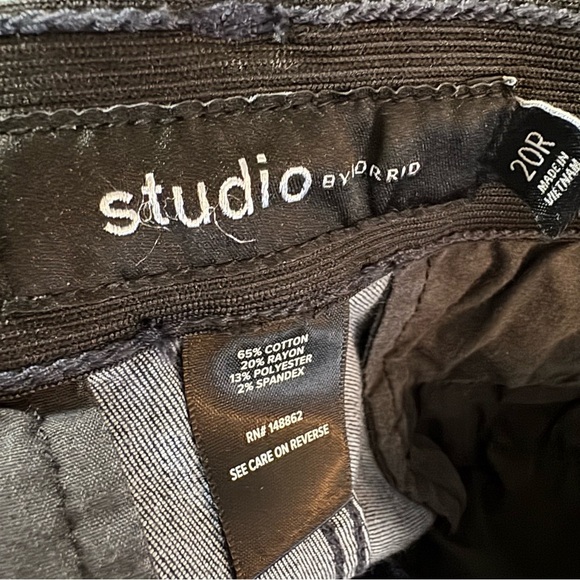 studio BY TORRID
20R
MADE IN
VIETNAM
65% COTTON
20% RAYON
13% POLYESTER
2% SPANDEX
RN# 148862
SEE CARE ON REVERSE